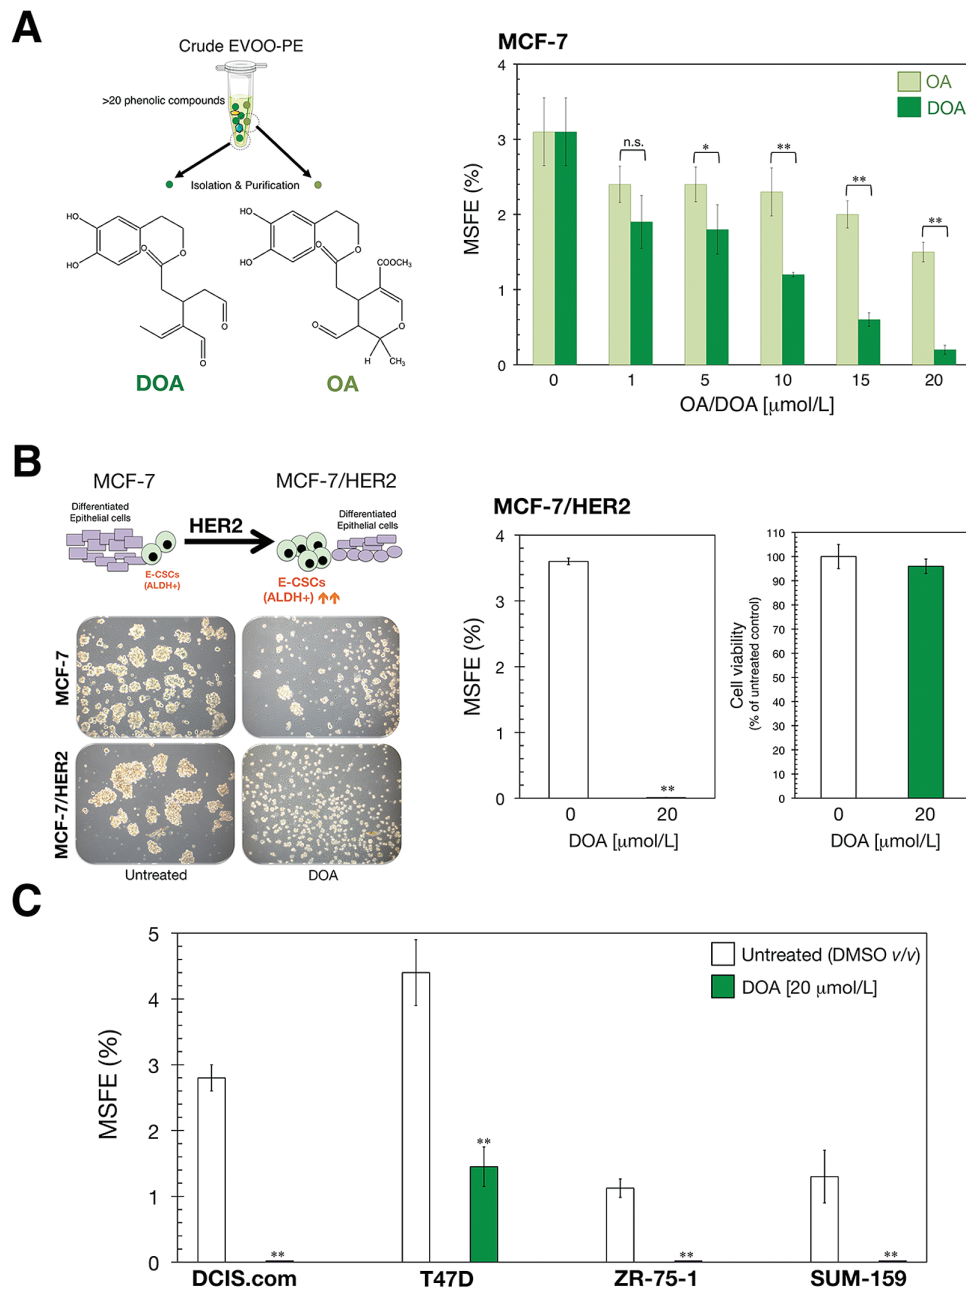 A
Crude EVOO-PE
>20 phenolic compounds
Isolation & Purification
HO
HO
O
O
O
O
DOA
HO
HO
O
O
COOCH₃
O
O
H
CH₃
OA
MCF-7
OA
DOA
MSFE (%)
4
3
2
1
0
n.s.
*
**
**
**
0 1 5 10 15 20
OA/DOA [µmol/L]
B
MCF-7
MCF-7/HER2
Differentiated
Epithelial cells
HER2
Differentiated
Epithelial cells
E-CSCs
(ALDH+)
E-CSCs
(ALDH+)
MCF-7
MCF-7/HER2
Untreated
DOA
MCF-7/HER2
MSFE (%)
4
3
2
1
0
**
0 20
DOA [µmol/L]
Cell viability
(% of untreated control)
110
100
90
80
70
60
50
40
30
20
10
0
0 20
DOA [µmol/L]
C
MSFE (%)
5
4
3
2
1
0
Untreated (DMSO v/v)
DOA [20 µmol/L]
**
**
**
**
DCIS.com T47D ZR-75-1 SUM-159